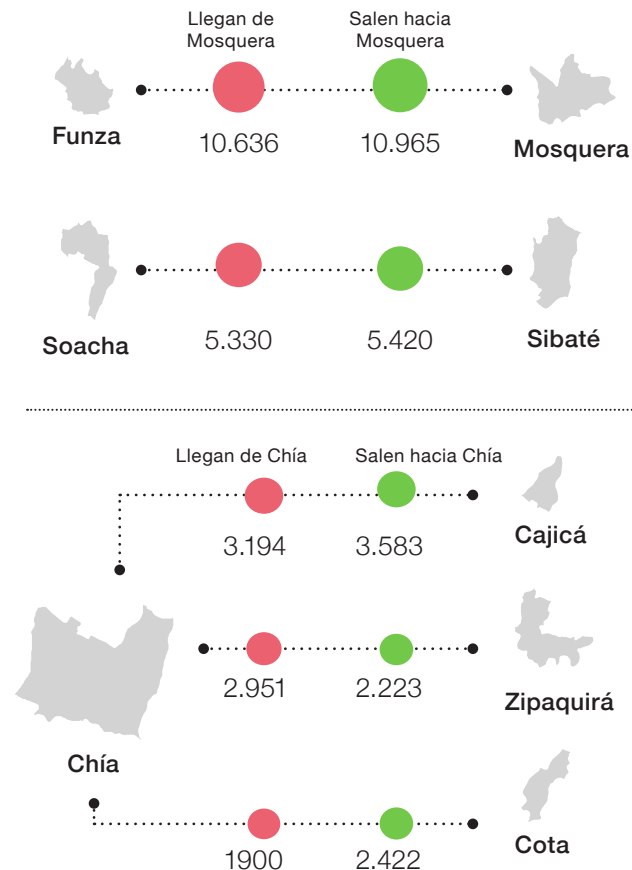 Llegan de
Mosquera
Salen hacia
Mosquera
Funza
10.636
10.965
Mosquera
Soacha
5.330
5.420
Sibaté
Llegan de Chía
Salen hacia Chía
3.194
3.583
Cajicá
2.951
2.223
Zipaquirá
Chía
1900
2.422
Cota